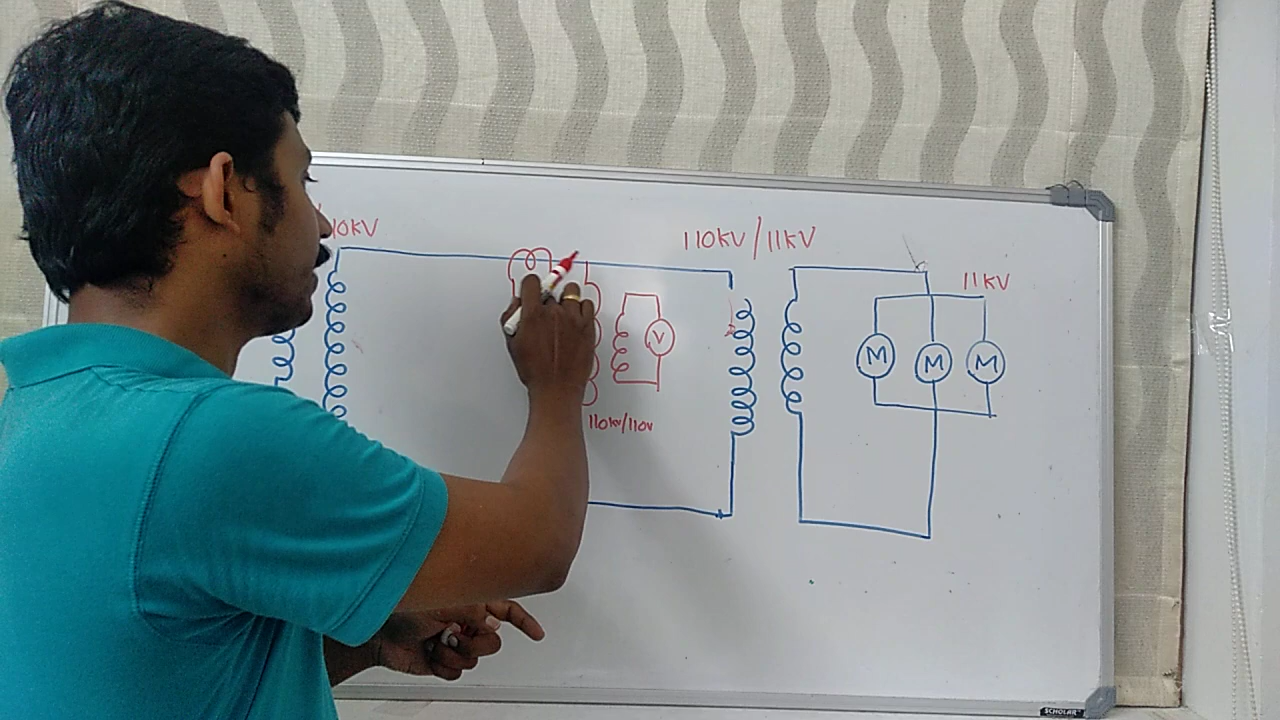 10KV
110KV / 11KV
11KV
V
M M M
110KV/110V
SCHOLAR